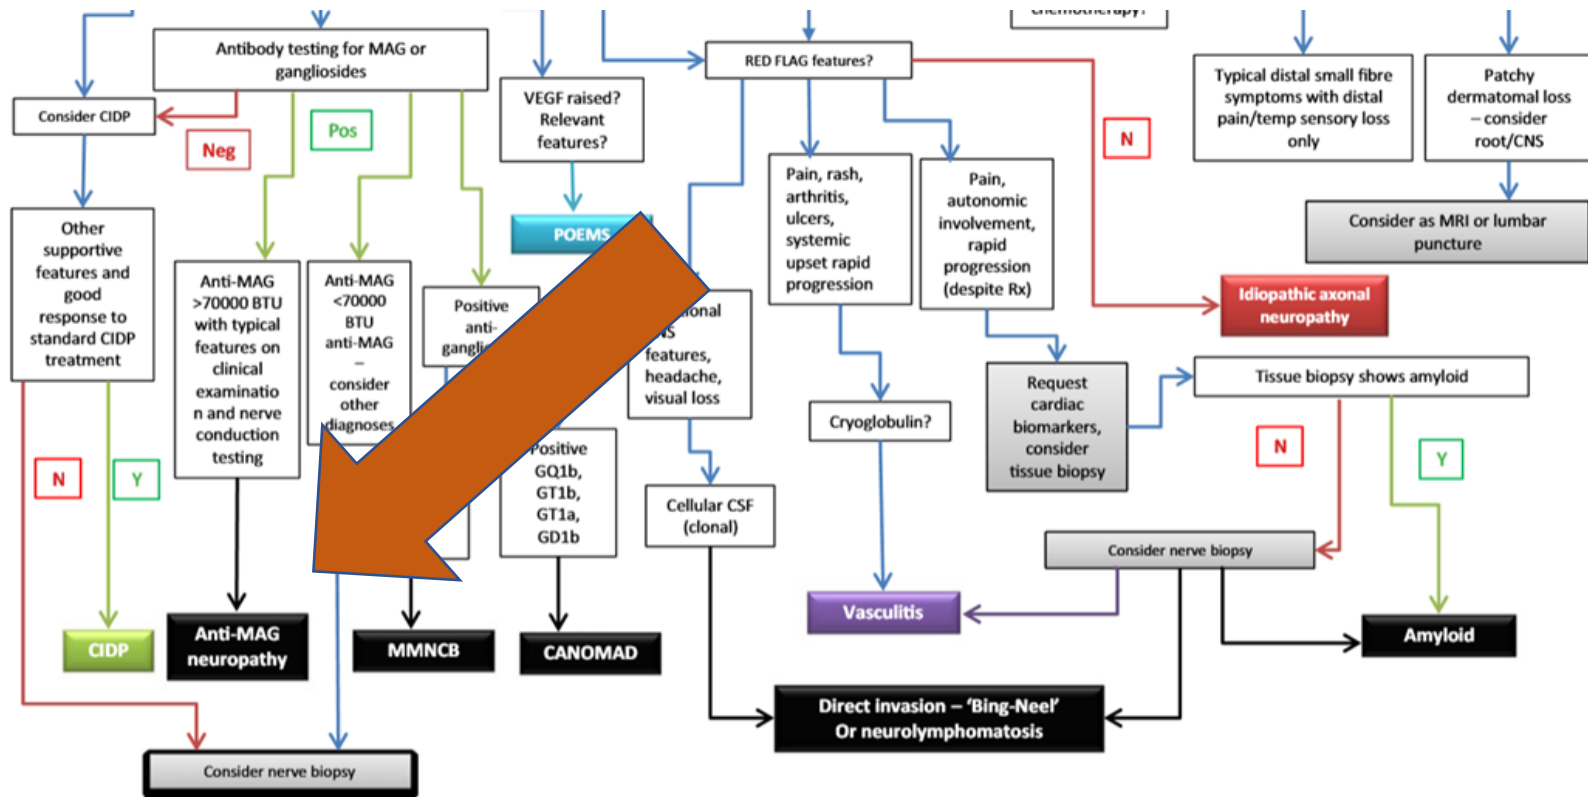 chemotherapy?
Antibody testing for MAG or
gangliosides
RED FLAG features?
Typical distal small fibre
symptoms with distal
pain/temp sensory loss
only
Patchy
dermatomal loss
– consider
root/CNS
Consider CIDP
Neg
Pos
VEGF raised?
Relevant
features?
N
Pain, rash,
arthritis,
ulcers,
systemic
upset rapid
progression
Pain,
autonomic
involvement,
rapid
progression
(despite Rx)
Consider as MRI or lumbar
puncture
Other
supportive
features and
good
response to
standard CIDP
treatment
POEMS
Anti-MAG
>70000 BTU
with typical
features on
clinical
examinatio
n and nerve
conduction
testing
Anti-MAG
<70000
BTU
anti-MAG
–
consider
other
diagnoses
Positive
anti-
features,
headache,
visual loss
Idiopathic axonal
neuropathy
Request
cardiac
biomarkers,
consider
tissue biopsy
Tissue biopsy shows amyloid
Cryoglobulin?
N
Y
N
Y
Positive
GQ1b,
GT1b,
GT1a,
GD1b
Cellular CSF
(clonal)
Consider nerve biopsy
Vasculitis
Amyloid
CIDP
Anti-MAG
neuropathy
MMNCB
CANOMAD
Direct invasion – ‘Bing-Neel’
Or neurolymphomatosis
Consider nerve biopsy